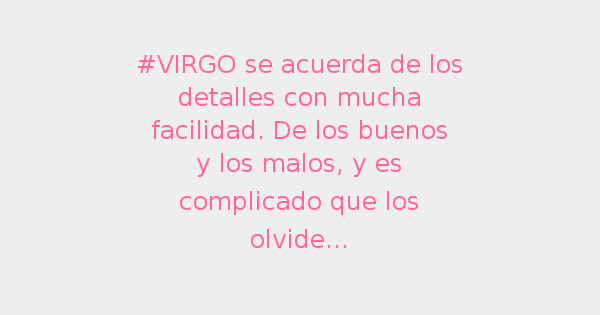 #VIRGO se acuerda de los
detalles con mucha
facilidad. De los buenos
y los malos, y es
complicado que los
olvide...